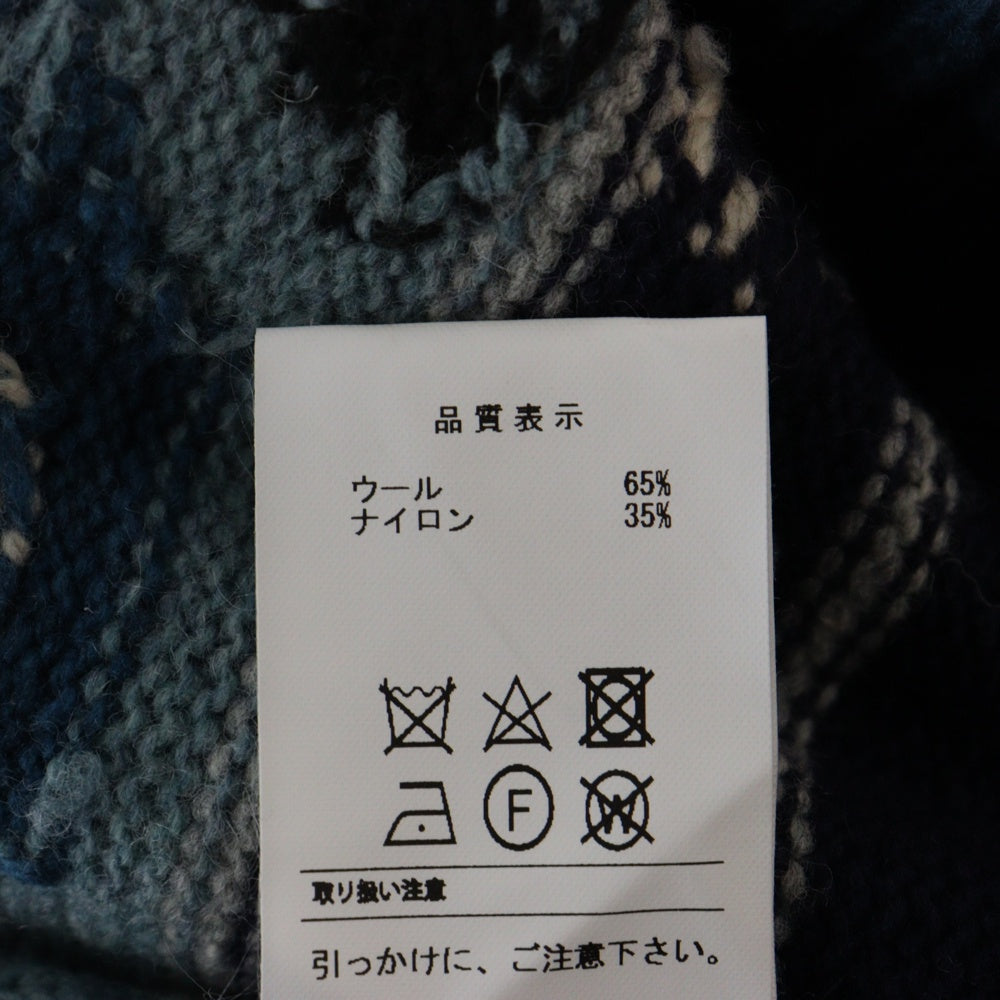 品質表示
ウール 65%
ナイロン 35%
F W
取り扱い注意
引っかけに、ご注意下さい。